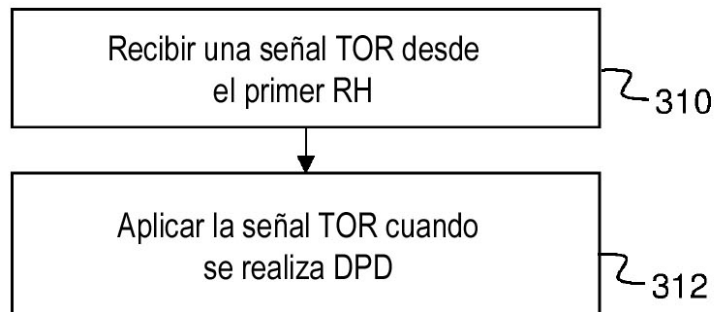 Recibir una señal TOR desde
el primer RH
310
Aplicar la señal TOR cuando
se realiza DPD
312